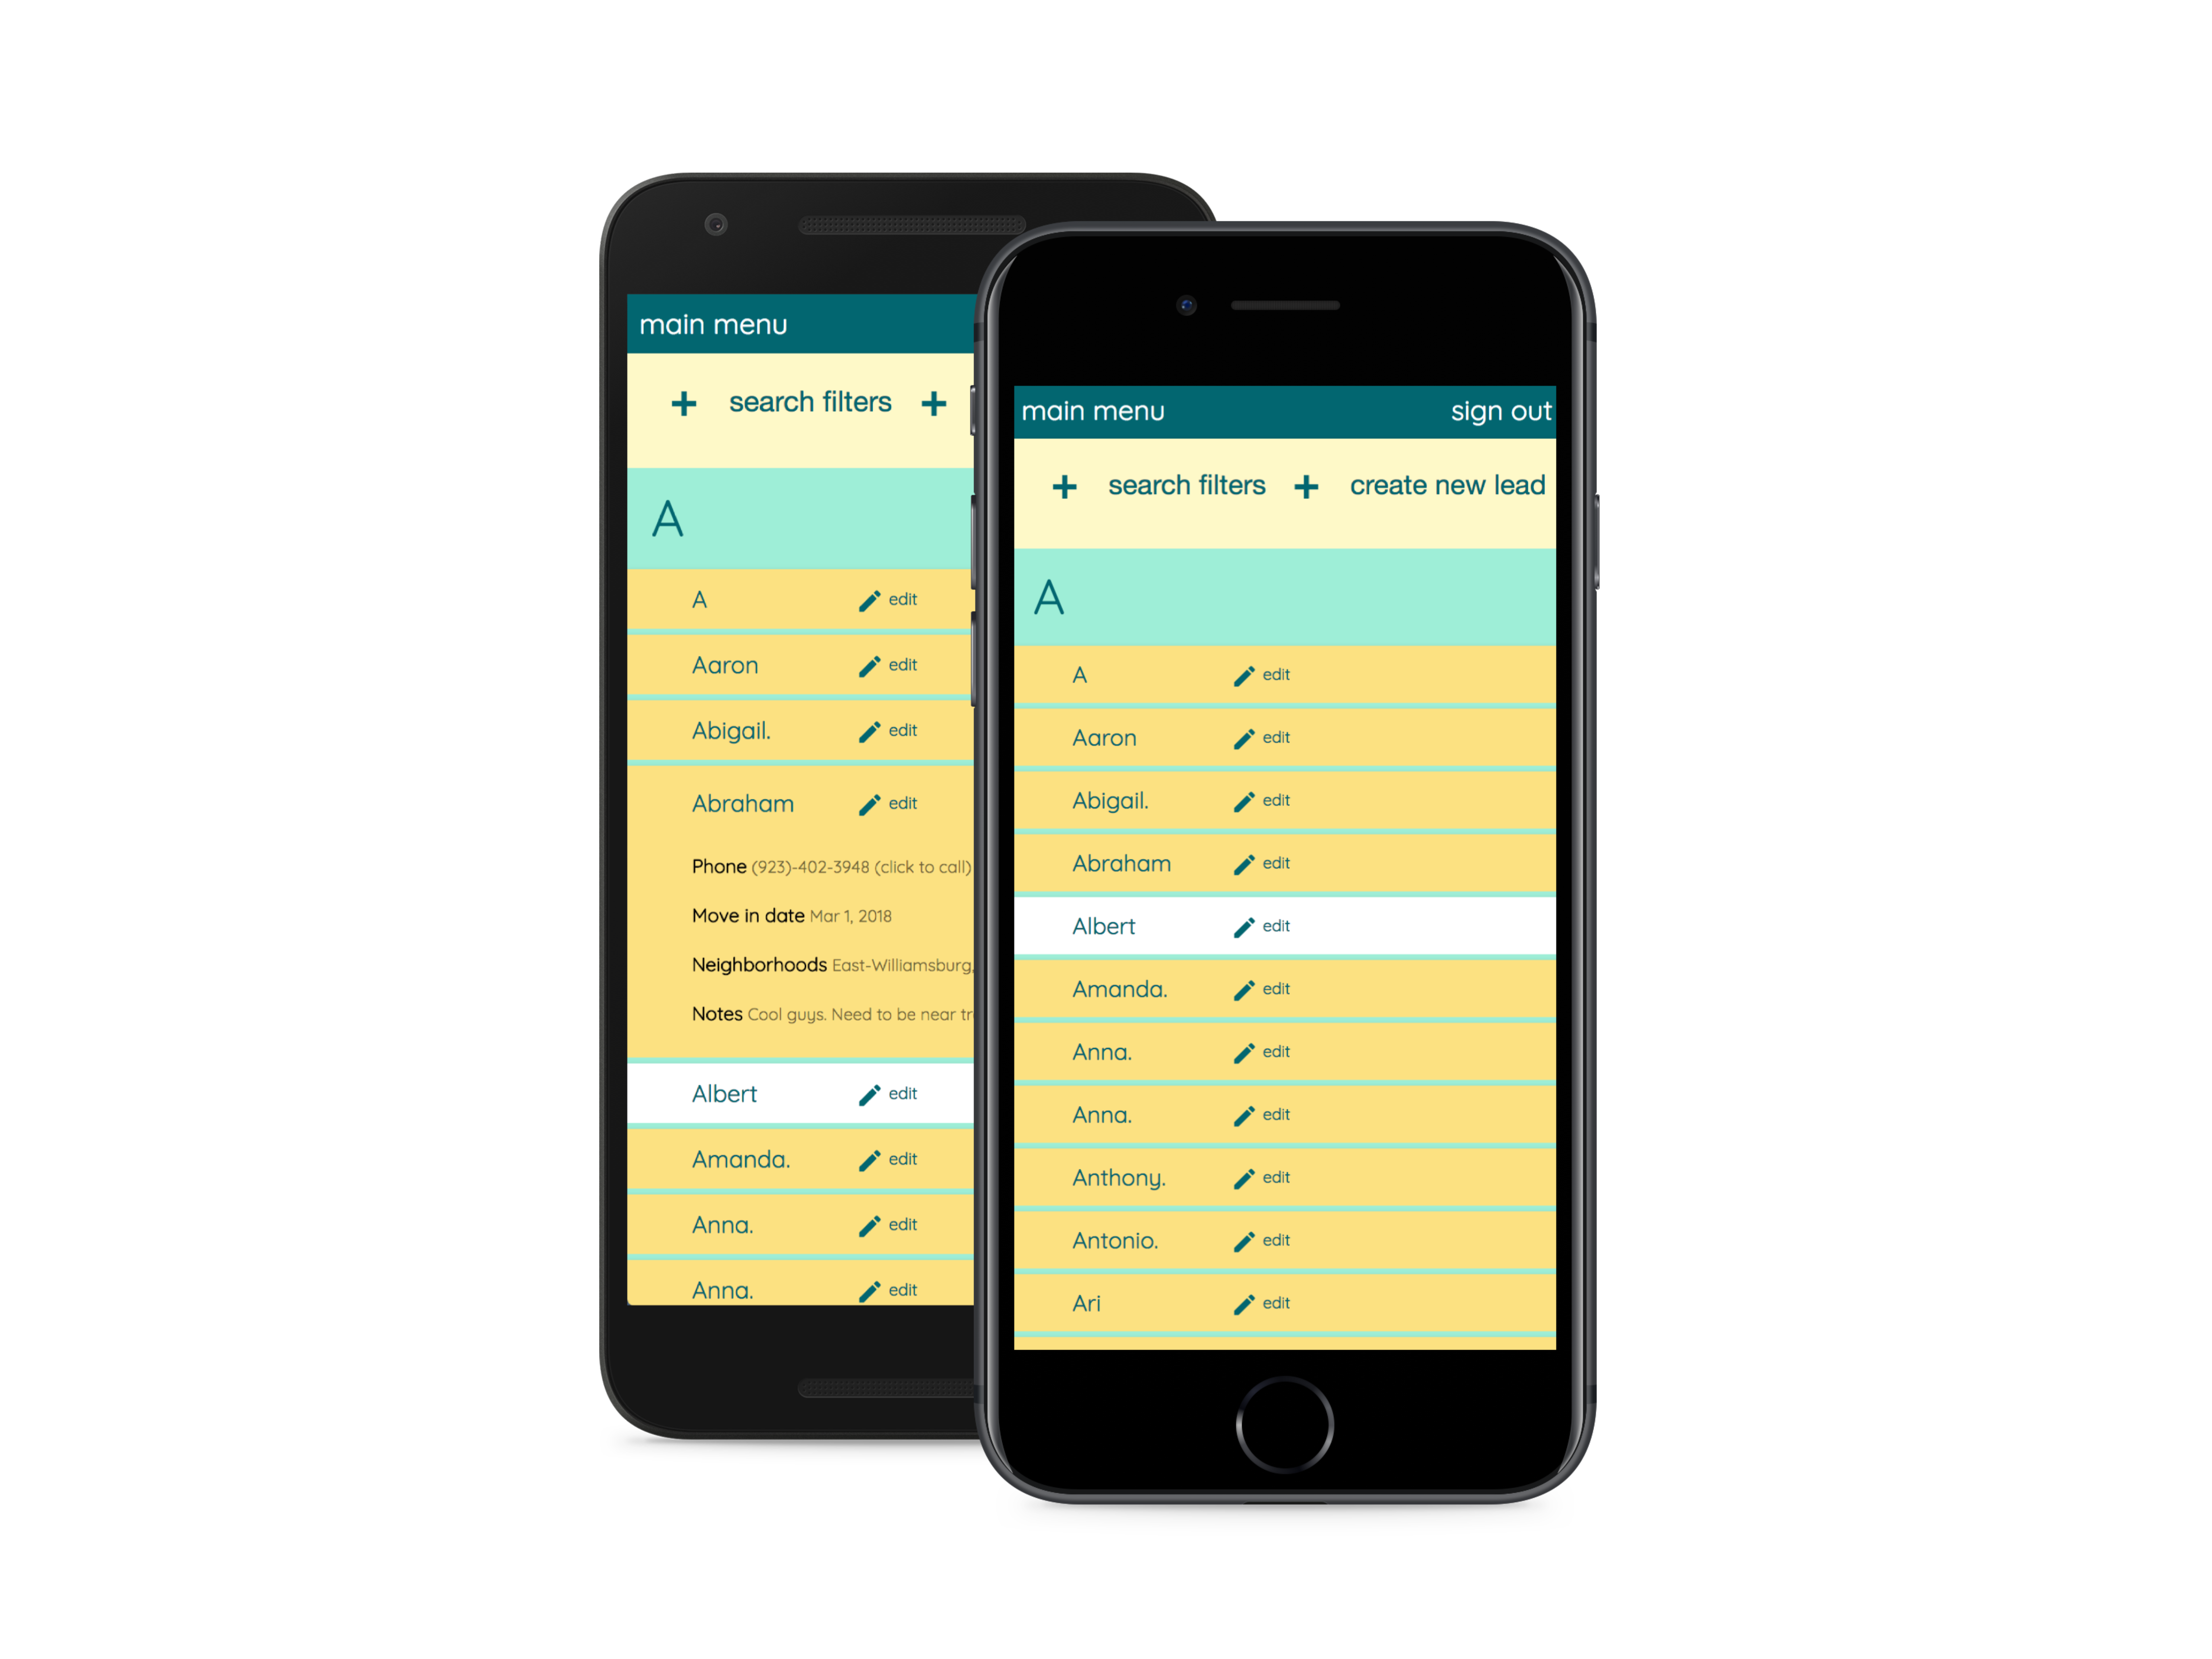 main menu
+ search filters +
A
A edit
Aaron edit
Abigail. edit
Abraham edit
Phone (923)-402-3948 (click to call)
Move in date Mar 1, 2018
Neighborhoods East-Williamsburg,
Notes Cool guys. Need to be near
Albert edit
Amanda. edit
Anna. edit
Anna. edit
main menu sign out
+ search filters + create new lead
A
A edit
Aaron edit
Abigail. edit
Abraham edit
Albert edit
Amanda. edit
Anna. edit
Anna. edit
Anthony. edit
Antonio. edit
Ari edit